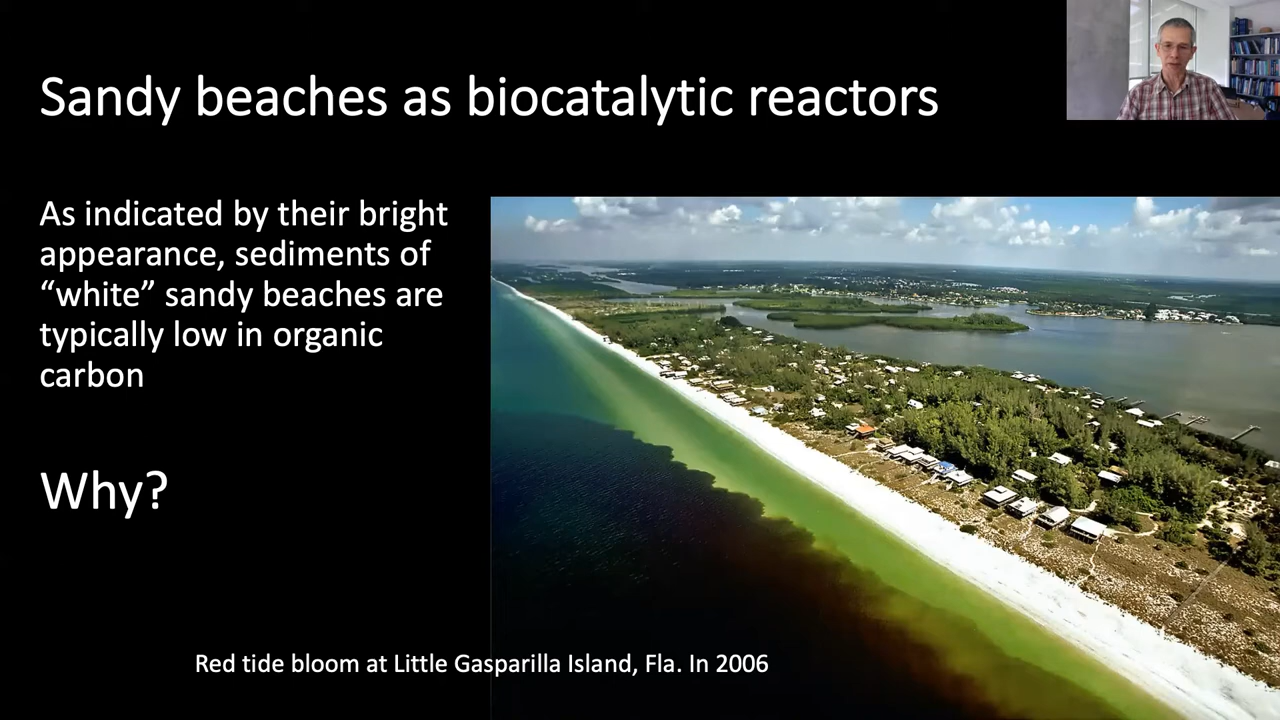 Sandy beaches as biocatalytic reactors
As indicated by their bright
appearance, sediments of
“white” sandy beaches are
typically low in organic
carbon
Why?
Red tide bloom at Little Gasparilla Island, Fla. In 2006